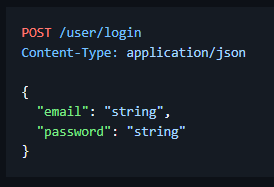 POST /user/login
Content-Type: application/json

{
  "email": "string",
  "password": "string"
}